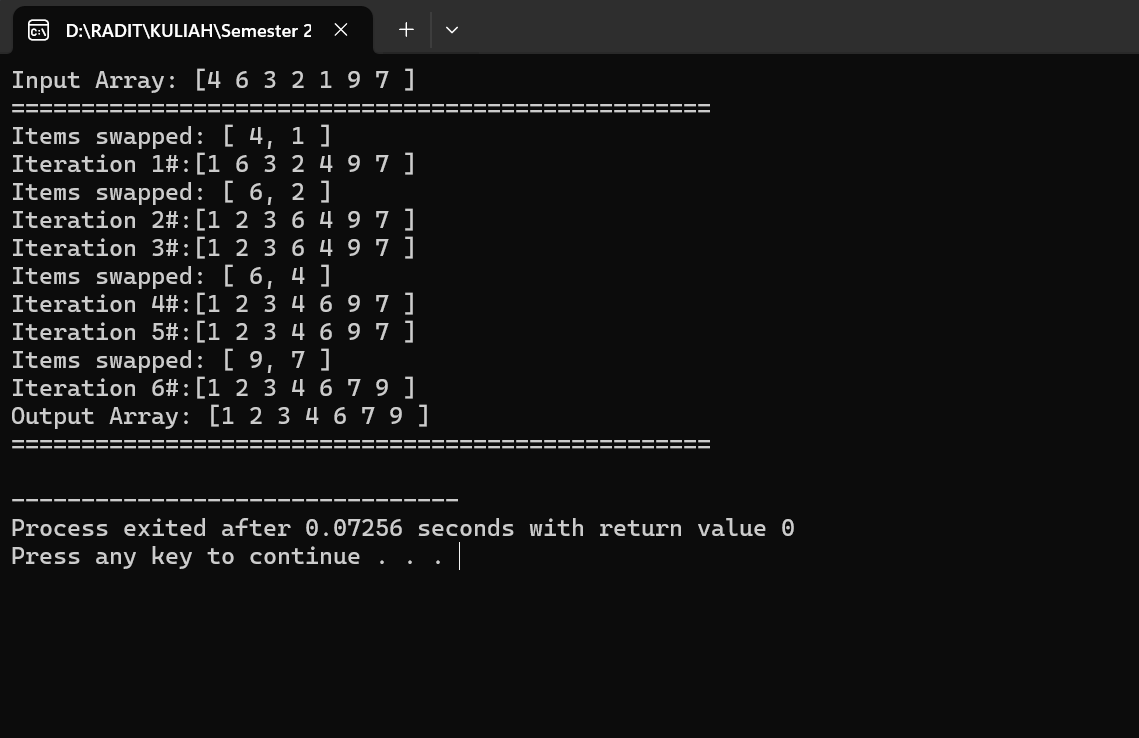 D:\RADIT\KULIAH\Semester 2
Input Array: [4 6 3 2 1 9 7 ]
==================================================
Items swapped: [ 4, 1 ]
Iteration 1#:[1 6 3 2 4 9 7 ]
Items swapped: [ 6, 2 ]
Iteration 2#:[1 2 3 6 4 9 7 ]
Iteration 3#:[1 2 3 6 4 9 7 ]
Items swapped: [ 6, 4 ]
Iteration 4#:[1 2 3 4 6 9 7 ]
Iteration 5#:[1 2 3 4 6 9 7 ]
Items swapped: [ 9, 7 ]
Iteration 6#:[1 2 3 4 6 7 9 ]
Output Array: [1 2 3 4 6 7 9 ]
==================================================
--------------------------------
Process exited after 0.07256 seconds with return value 0
Press any key to continue . . .